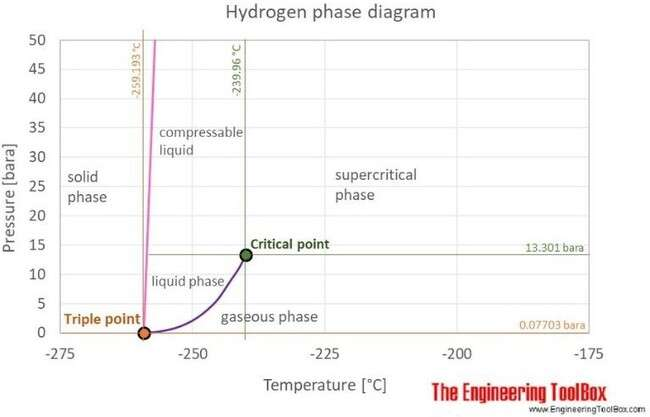 Hydrogen phase diagram
50
45
40
35
30
25
20
15
10
5
0
Pressure [bara]
-259.193 °C
-239.96 °C
compressable
liquid
solid
phase
supercritical
phase
Critical point
13.301 bara
liquid phase
Triple point
gaseous phase
0.07703 bara
-275
-250
-225
-200
-175
Temperature [°C]
The Engineering ToolBox
www.EngineeringToolBox.com